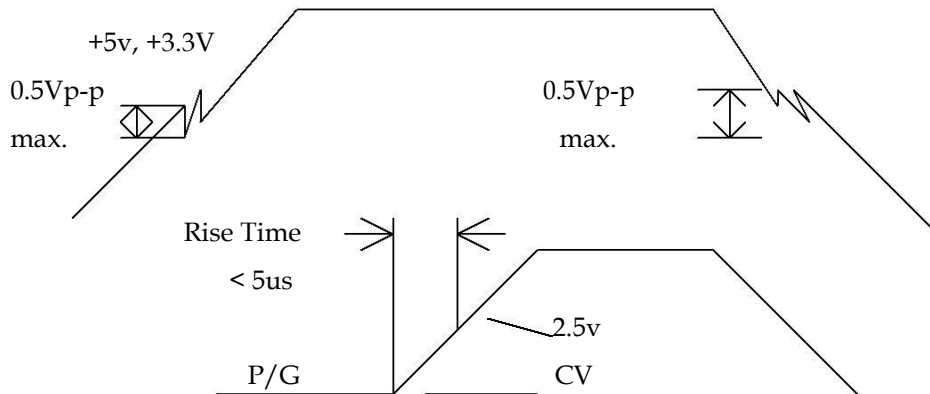 +5v, +3.3V
0.5Vp-p
max.
0.5Vp-p
max.
Rise Time
< 5us
2.5v
P/G
CV